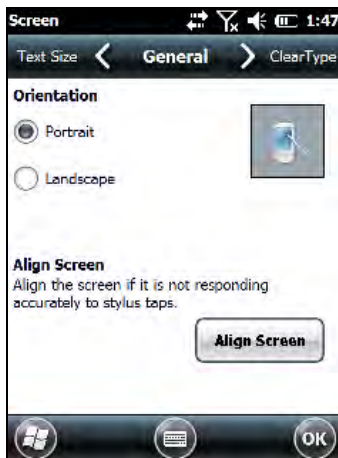 Screen 1:47
Text Size General ClearType
Orientation
Portrait
Landscape
Align Screen
Align the screen if it is not responding
accurately to stylus taps.
Align Screen
OK